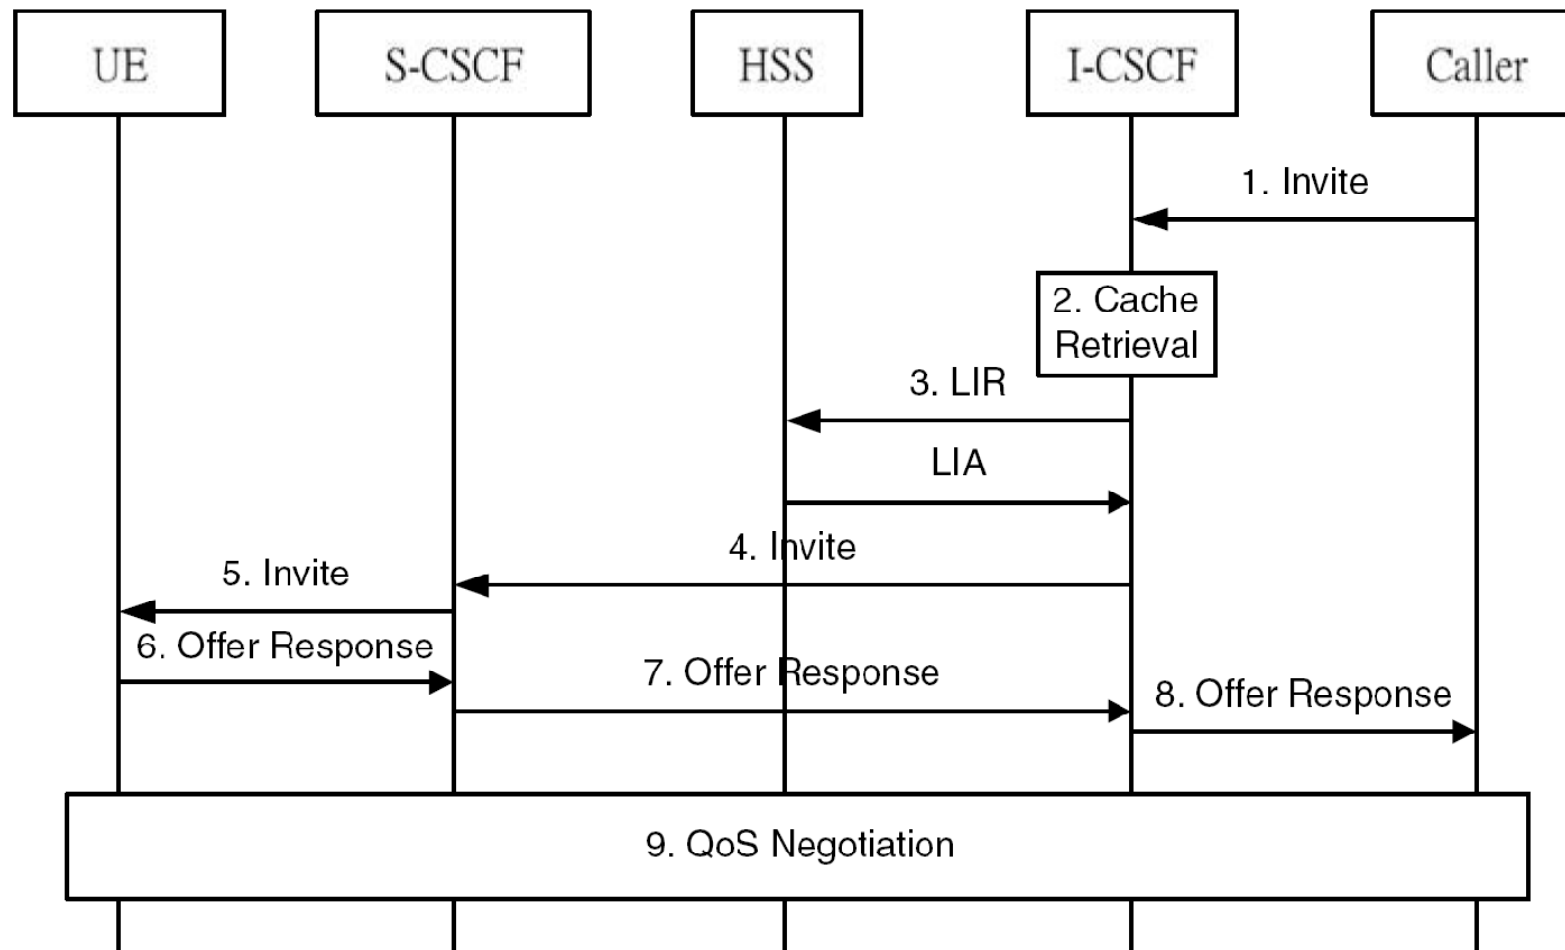 UE
S-CSCF
HSS
I-CSCF
Caller
1. Invite
2. Cache
Retrieval
3. LIR
LIA
4. Invite
5. Invite
6. Offer Response
7. Offer Response
8. Offer Response
9. QoS Negotiation